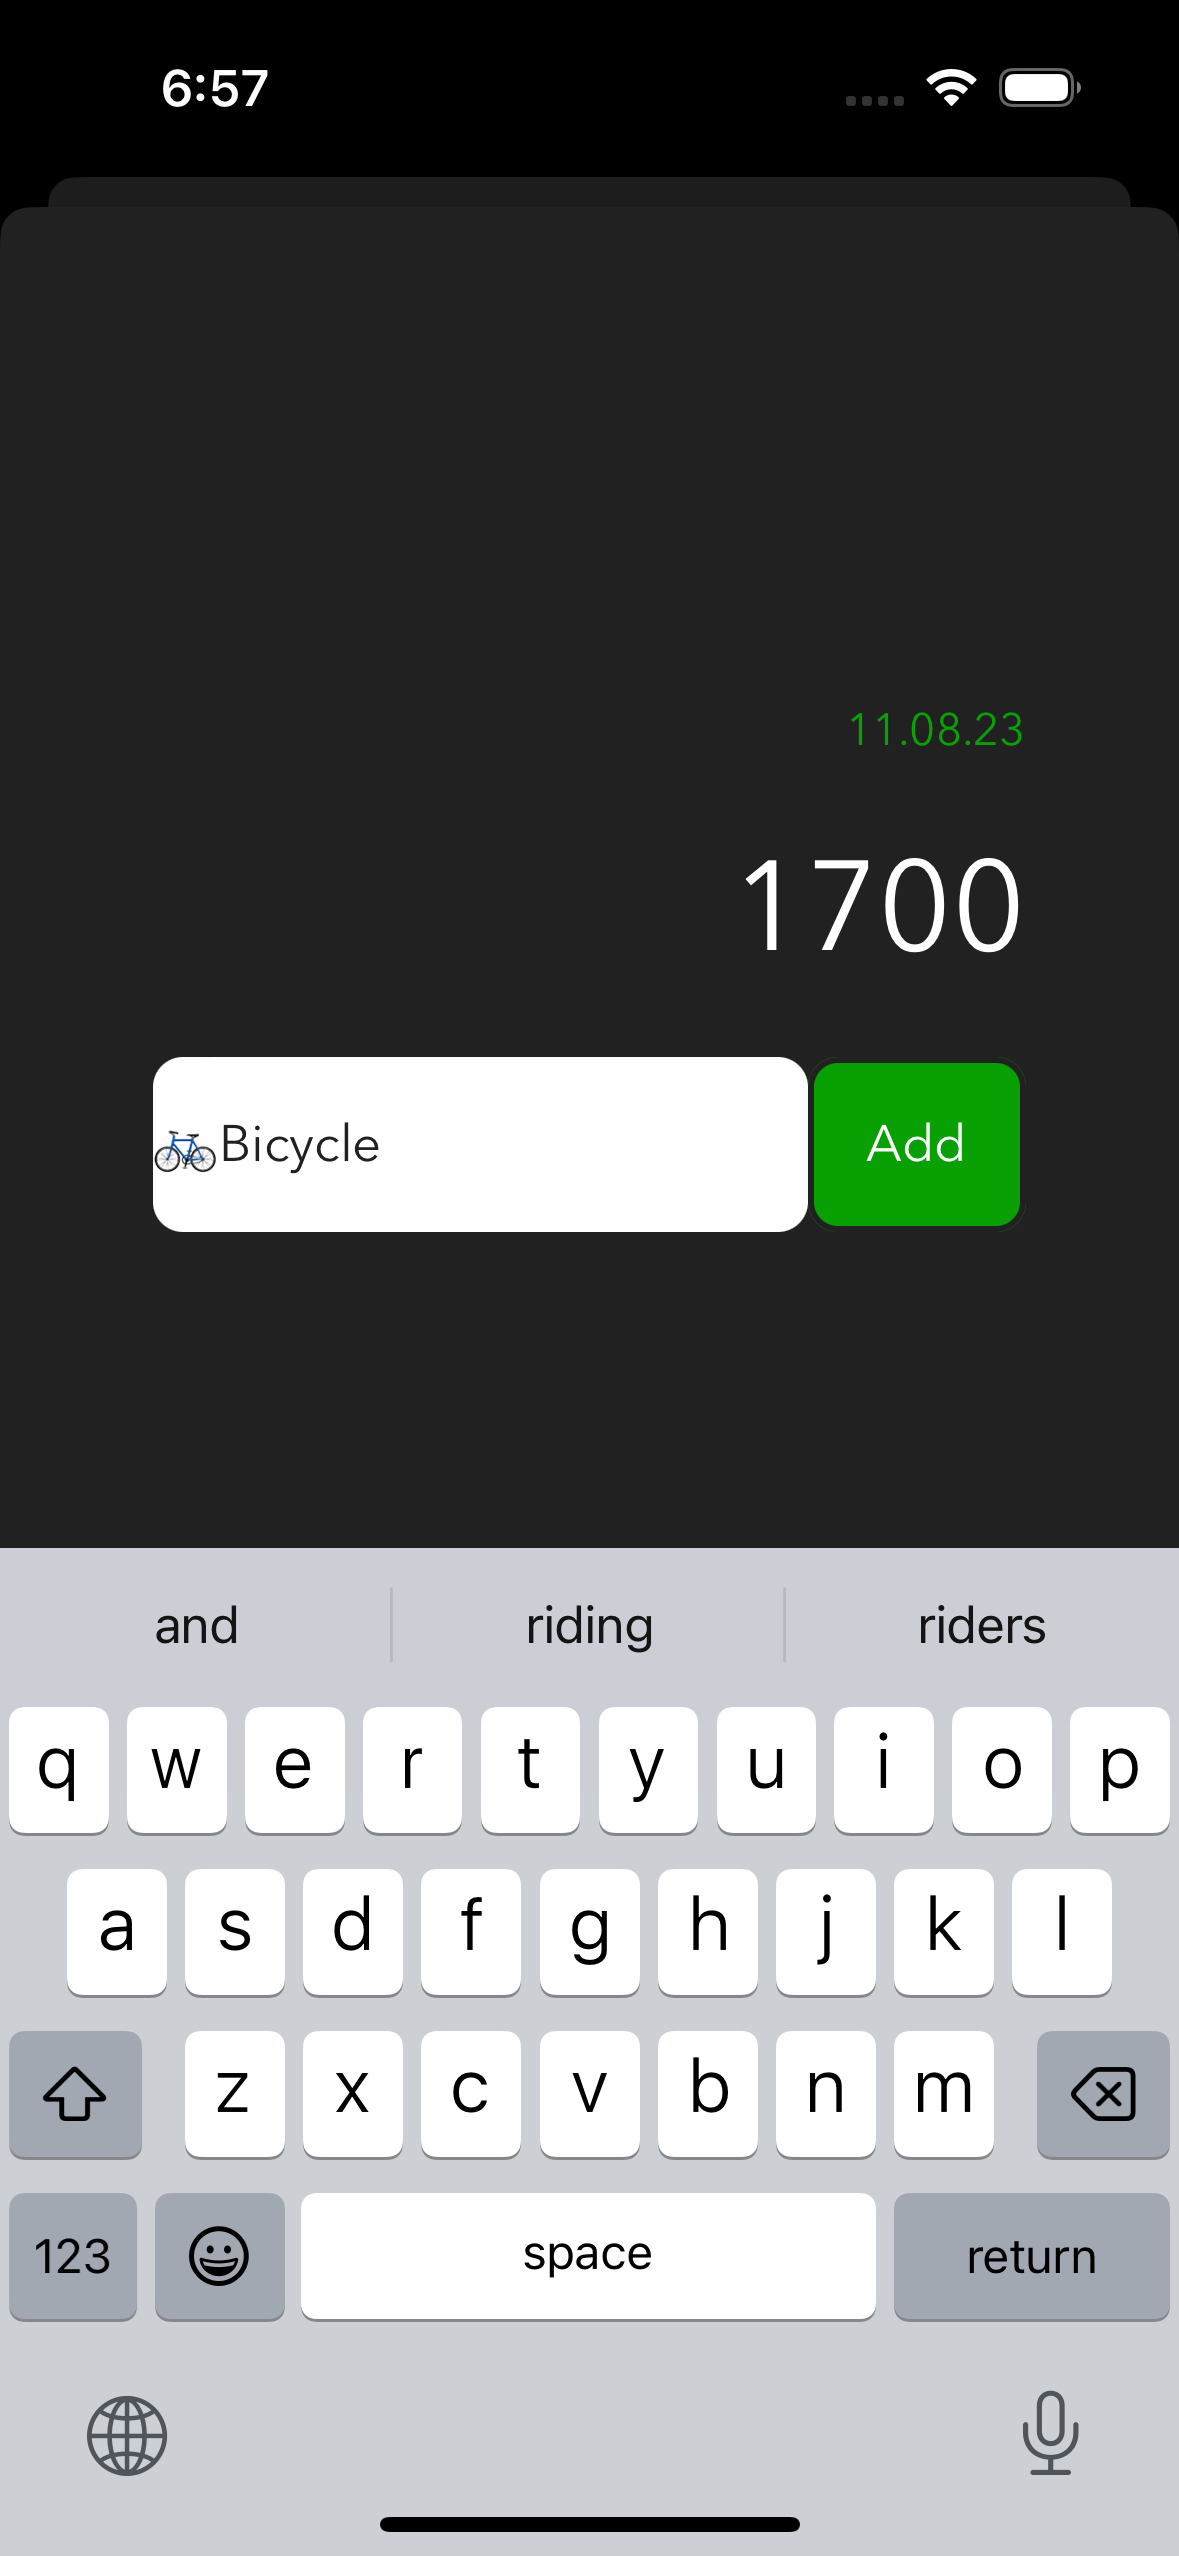 6:57
11.08.23
1700
🚲Bicycle
Add
and riding riders
q w e r t y u i o p
a s d f g h j k l
z x c v b n m
123 space return